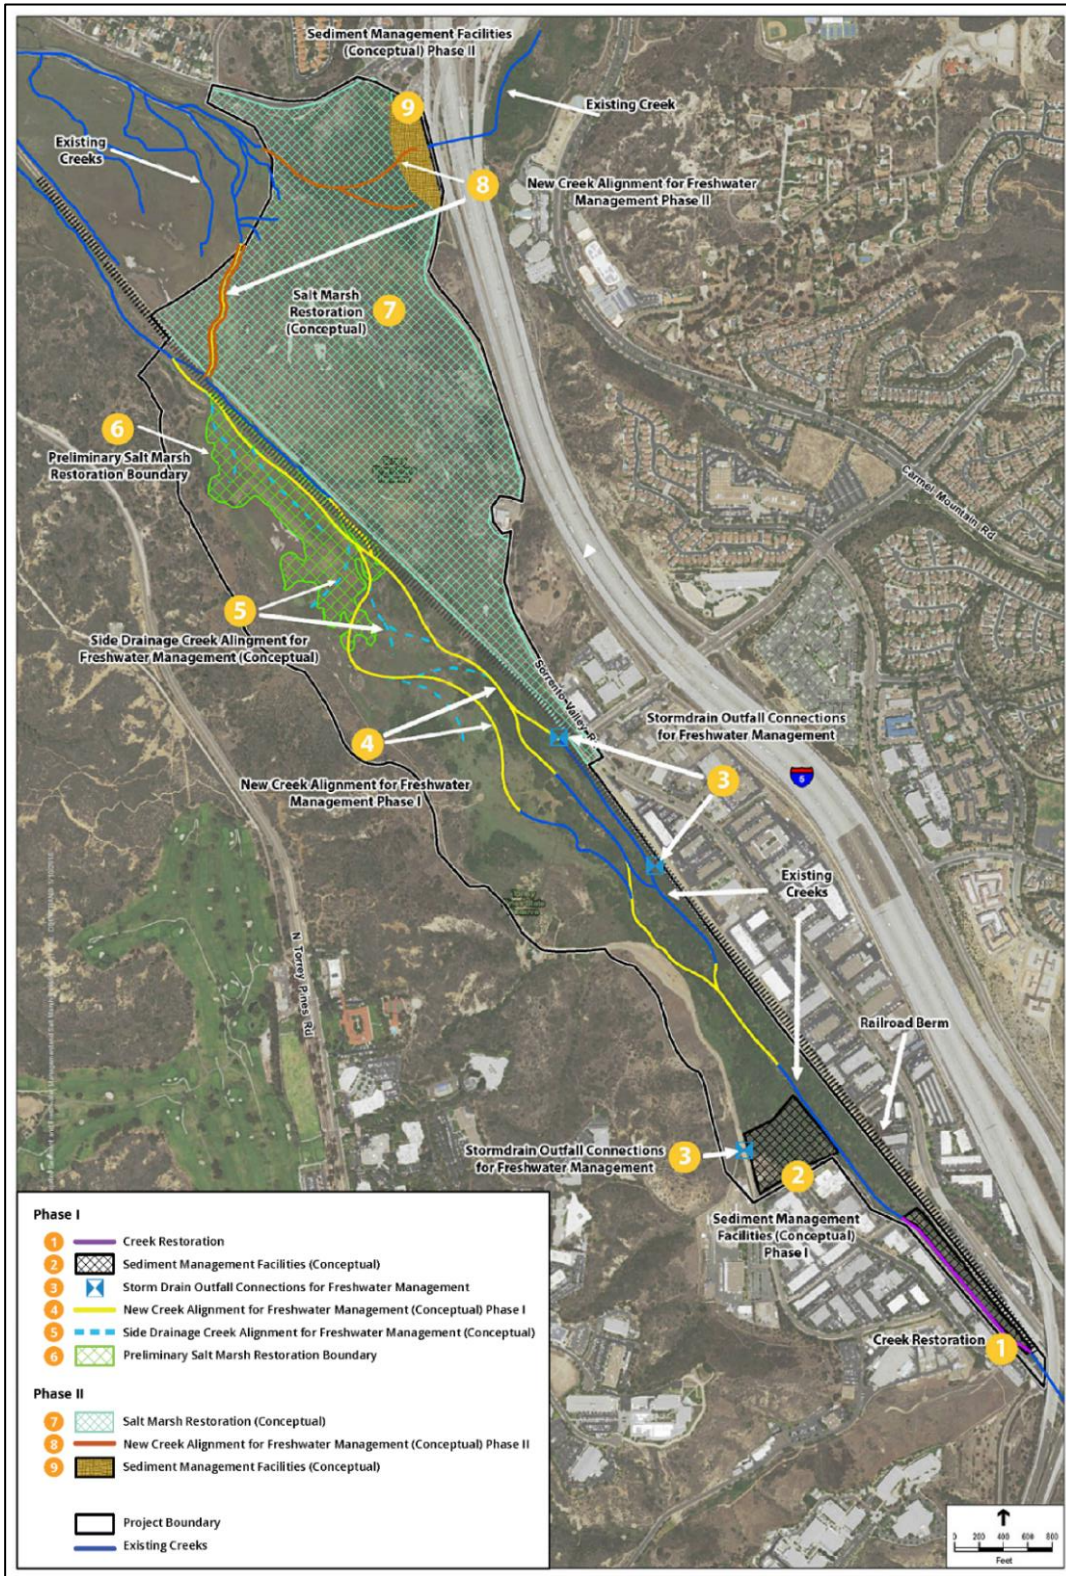 Sediment Management Facilities
(Conceptual) Phase II
9
Existing Creek
Existing
Creeks
8
New Creek Alignment for Freshwater
Management Phase II
Salt Marsh
Restoration
(Conceptual)
7
6
Preliminary Salt Marsh
Restoration Boundary
Carmel Mountain Rd
5
Side Drainage Creek Alingment for
Freshwater Management (Conceptual)
Sorrento Valley R
4
New Creek Alignment for Freshwater
Management Phase I
Stormdrain Outfall Connections
for Freshwater Management
3
5
Existing
Creeks
N Torrey Pines Rd
Railroad Berm
Stormdrain Outfall Connections
for Freshwater Management
3
2
Sediment Management
Facilities (Conceptual)
Phase I
Creek Restoration
1
Phase I
1 Creek Restoration
2 Sediment Management Facilities (Conceptual)
3 Storm Drain Outfall Connections for Freshwater Management
4 New Creek Alignment for Freshwater Management (Conceptual) Phase I
5 Side Drainage Creek Alignment for Freshwater Management (Conceptual)
6 Preliminary Salt Marsh Restoration Boundary
Phase II
7 Salt Marsh Restoration (Conceptual)
8 New Creek Alignment for Freshwater Management (Conceptual) Phase II
9 Sediment Management Facilities (Conceptual)
Project Boundary
Existing Creeks
0 200 400 600 800
Feet